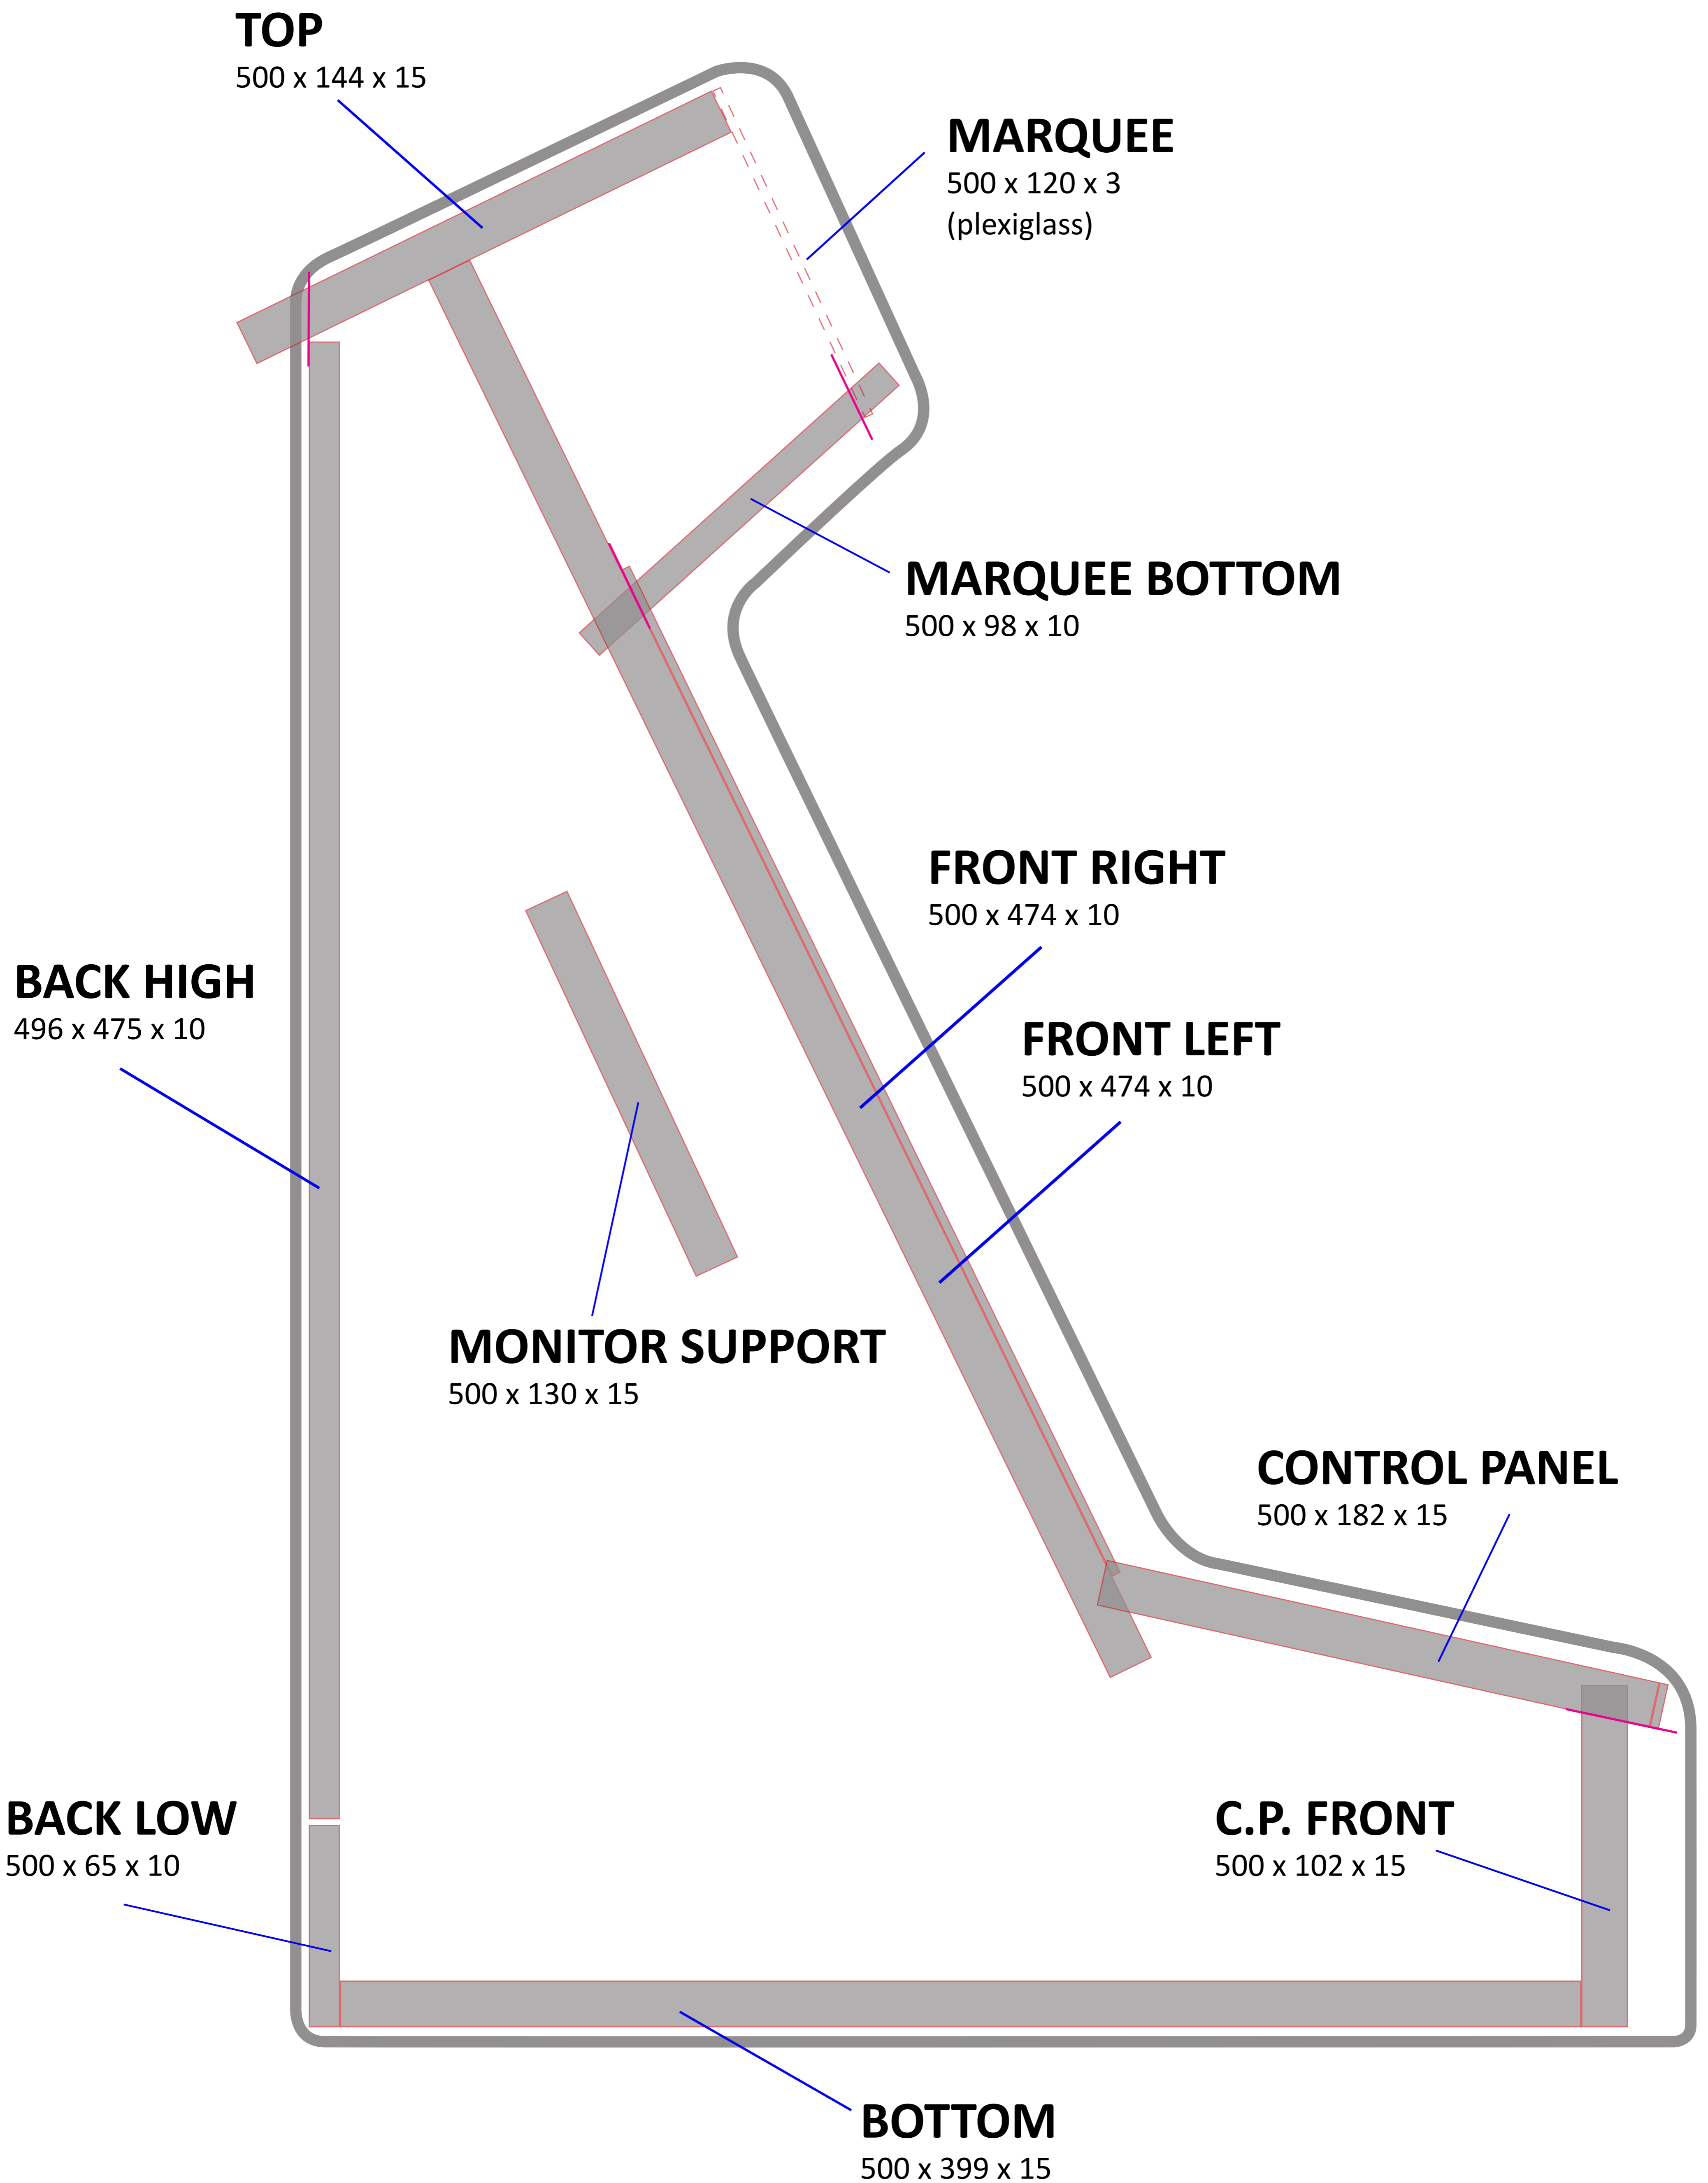 TOP
500 x 144 x 15
MARQUEE
500 x 120 x 3
(plexiglass)
MARQUEE BOTTOM
500 x 98 x 10
FRONT RIGHT
500 x 474 x 10
BACK HIGH
496 x 475 x 10
FRONT LEFT
500 x 474 x 10
MONITOR SUPPORT
500 x 130 x 15
CONTROL PANEL
500 x 182 x 15
BACK LOW
500 x 65 x 10
C.P. FRONT
500 x 102 x 15
BOTTOM
500 x 399 x 15